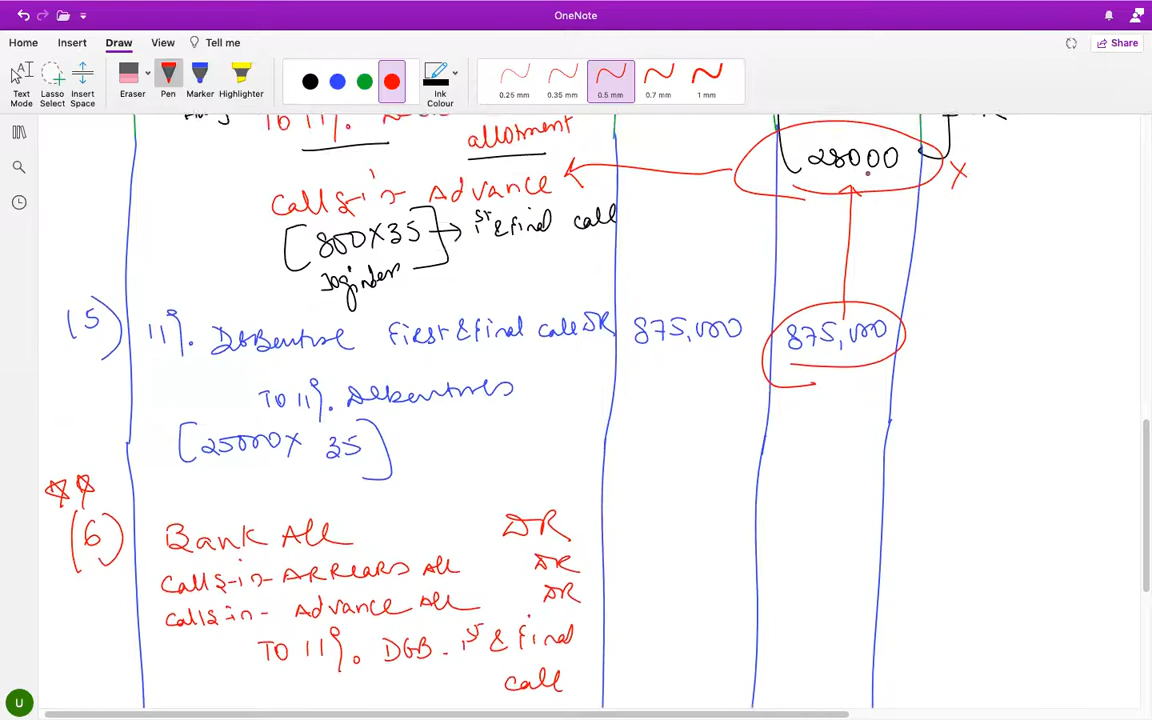 OneNote
Share
Home Insert Draw View Tell me
Text Mode
Lasso Select
Insert Space
Eraser
Pen
Marker
Highlighter
Ink Colour
0.25 mm
0.35 mm
0.5 mm
0.7 mm
1 mm
TO 11%.
allotment
28000 X
Calls-in Advance
[800X35] → 1st & final call
Joginder
(5) 11%. Debenture First & final call DR 875,000 875,000
TO 11%. Debentures
[25000X 35]
(6) Bank A/c DR
Calls-in-ARRears A/c DR
Calls in - Advance A/c DR
TO 11%. DEB. 1st & final
call
U